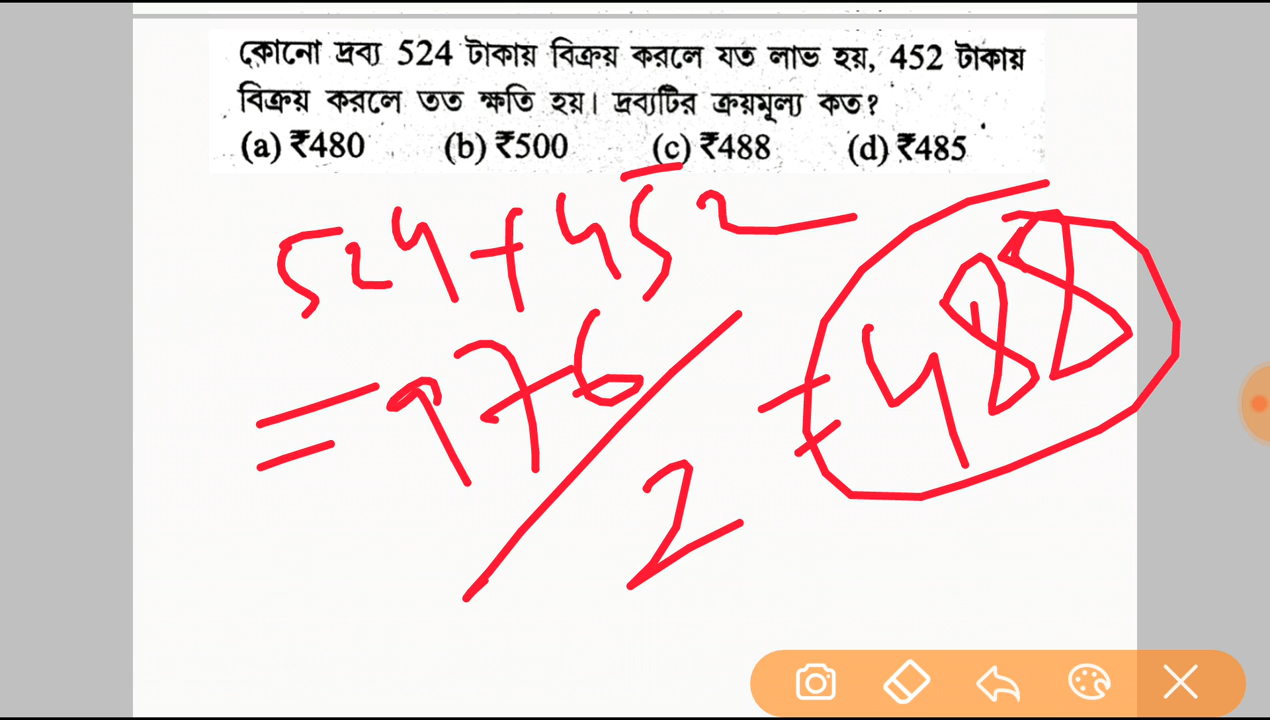 কোনো দ্রব্য 524 টাকায় বিক্রয় করলে যত লাভ হয়, 452 টাকায়
বিক্রয় করলে তত ক্ষতি হয়। দ্রব্যটির ক্রয়মূল্য কত?
(a) ₹480 (b) ₹500 (c) ₹488 (d) ₹485
524+452
= 976/2 = 488